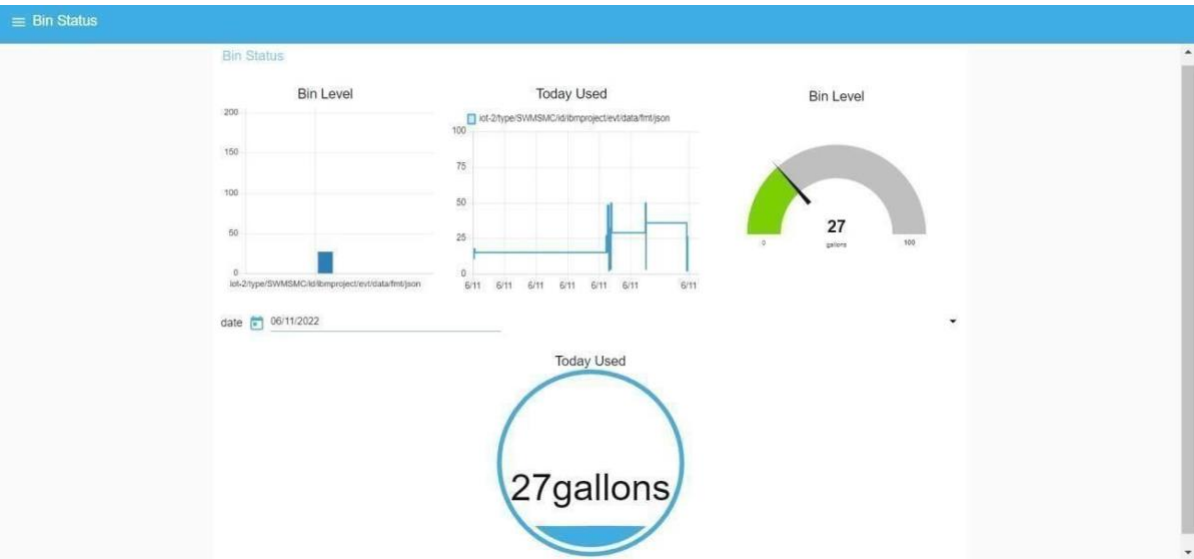 Bin Status
Bin Status
Bin Level
200
150
100
50
0
iot-2/type/SWMSMC/id/ibmproject/evt/data/fmt/json
Today Used
iot-2/type/SWMSMC/id/ibmproject/evt/data/fmt/json
100
75
50
25
0
6/11 6/11 6/11 6/11 6/11 6/11 6/11
Bin Level
27
gallons
0 100
date 06/11/2022
Today Used
27gallons